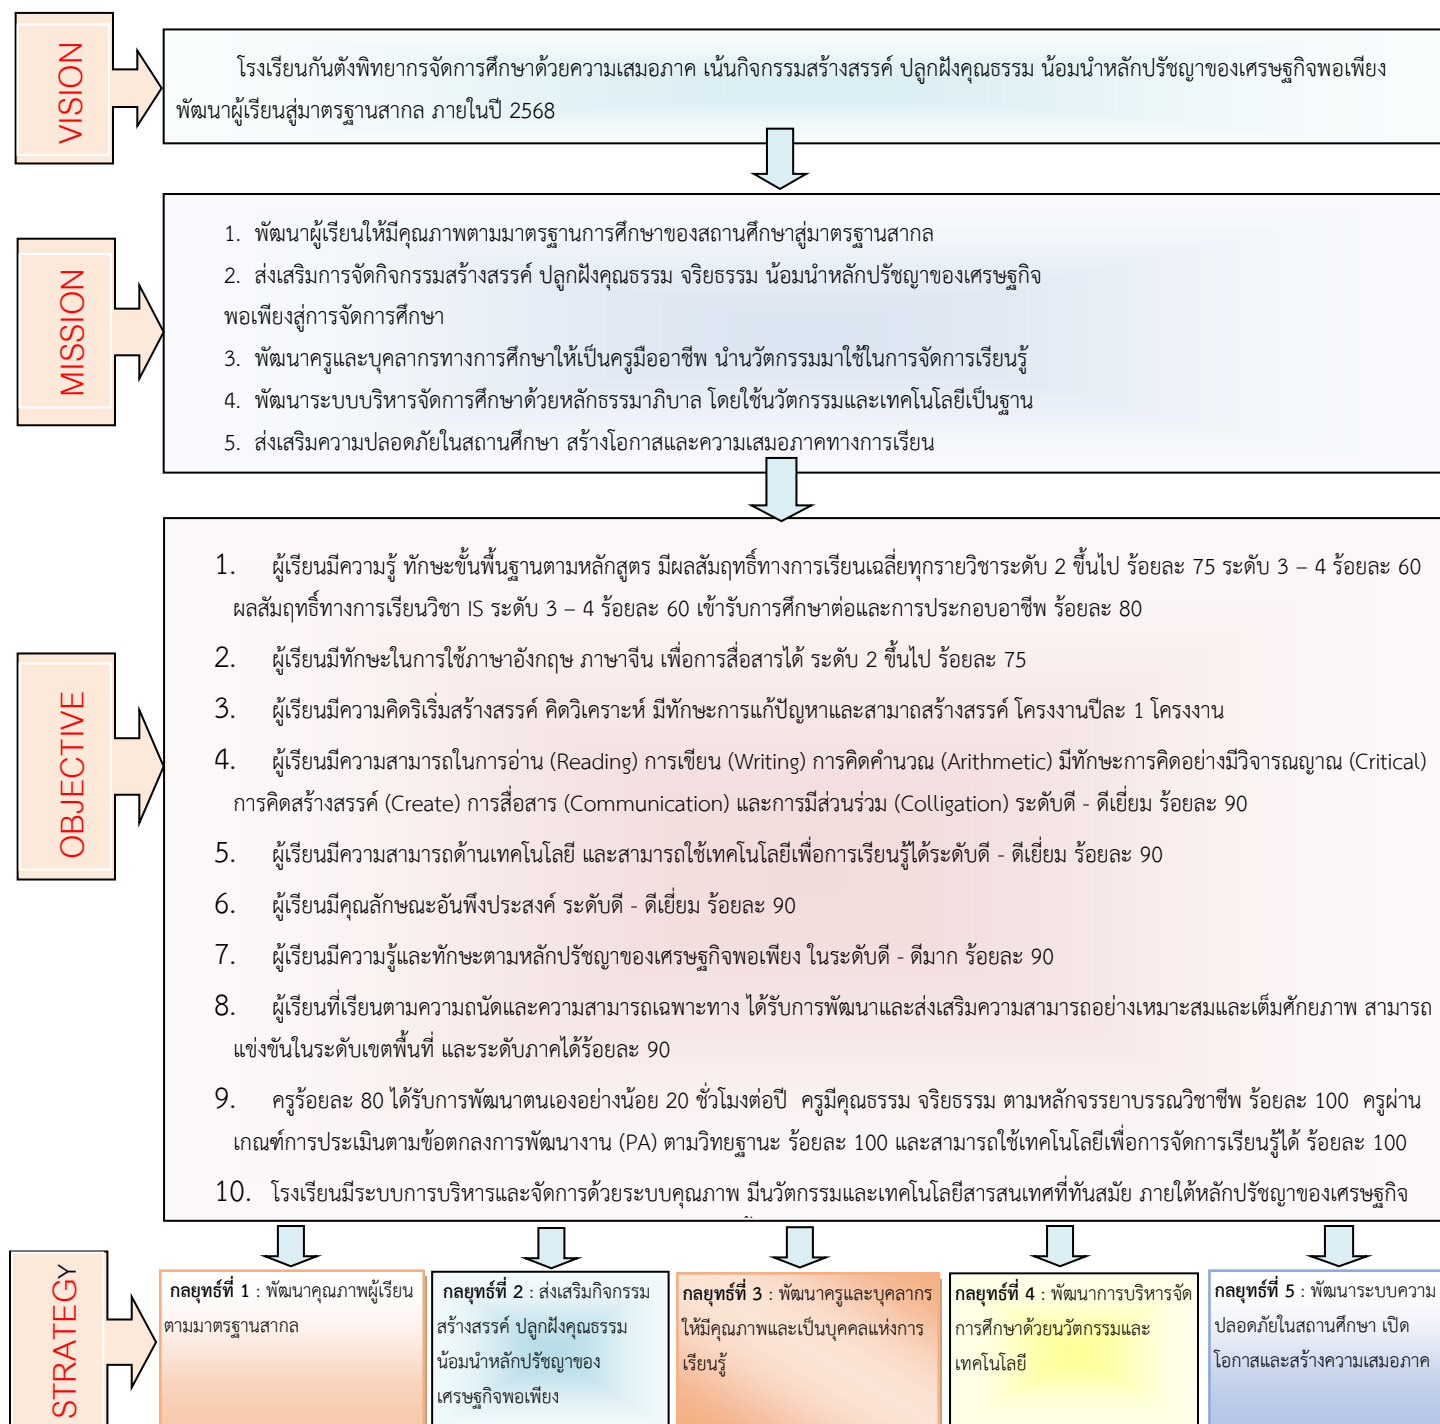 VISION
โรงเรียนกันตังพิทยากรจัดการศึกษาด้วยความเสมอภาค เน้นกิจกรรมสร้างสรรค์ ปลูกฝังคุณธรรม น้อมนำหลักปรัชญาของเศรษฐกิจพอเพียง
พัฒนาผู้เรียนสู่มาตรฐานสากล ภายในปี 2568
MISSION
1. พัฒนาผู้เรียนให้มีคุณภาพตามมาตรฐานการศึกษาของสถานศึกษาสู่มาตรฐานสากล
2. ส่งเสริมการจัดกิจกรรมสร้างสรรค์ ปลูกฝังคุณธรรม จริยธรรม น้อมนำหลักปรัชญาของเศรษฐกิจ
พอเพียงสู่การจัดการศึกษา
3. พัฒนาครูและบุคลากรทางการศึกษาให้เป็นครูมืออาชีพ นำนวัตกรรมมาใช้ในการจัดการเรียนรู้
4. พัฒนาระบบบริหารจัดการศึกษาด้วยหลักธรรมาภิบาล โดยใช้นวัตกรรมและเทคโนโลยีเป็นฐาน
5. ส่งเสริมความปลอดภัยในสถานศึกษา สร้างโอกาสและความเสมอภาคทางการเรียน
OBJECTIVE
1. ผู้เรียนมีความรู้ ทักษะขั้นพื้นฐานตามหลักสูตร มีผลสัมฤทธิ์ทางการเรียนเฉลี่ยทุกรายวิชาระดับ 2 ขึ้นไป ร้อยละ 75 ระดับ 3 – 4 ร้อยละ 60
ผลสัมฤทธิ์ทางการเรียนวิชา IS ระดับ 3 – 4 ร้อยละ 60 เข้ารับการศึกษาต่อและการประกอบอาชีพ ร้อยละ 80
2. ผู้เรียนมีทักษะในการใช้ภาษาอังกฤษ ภาษาจีน เพื่อการสื่อสารได้ ระดับ 2 ขึ้นไป ร้อยละ 75
3. ผู้เรียนมีความคิดริเริ่มสร้างสรรค์ คิดวิเคราะห์ มีทักษะการแก้ปัญหาและสามาถสร้างสรรค์ โครงงานปีละ 1 โครงงาน
4. ผู้เรียนมีความสามารถในการอ่าน (Reading) การเขียน (Writing) การคิดคำนวณ (Arithmetic) มีทักษะการคิดอย่างมีวิจารณญาณ (Critical)
การคิดสร้างสรรค์ (Create) การสื่อสาร (Communication) และการมีส่วนร่วม (Colligation) ระดับดี - ดีเยี่ยม ร้อยละ 90
5. ผู้เรียนมีความสามารถด้านเทคโนโลยี และสามารถใช้เทคโนโลยีเพื่อการเรียนรู้ได้ระดับดี - ดีเยี่ยม ร้อยละ 90
6. ผู้เรียนมีคุณลักษณะอันพึงประสงค์ ระดับดี - ดีเยี่ยม ร้อยละ 90
7. ผู้เรียนมีความรู้และทักษะตามหลักปรัชญาของเศรษฐกิจพอเพียง ในระดับดี - ดีมาก ร้อยละ 90
8. ผู้เรียนที่เรียนตามความถนัดและความสามารถเฉพาะทาง ได้รับการพัฒนาและส่งเสริมความสามารถอย่างเหมาะสมและเต็มศักยภาพ สามารถ
แข่งขันในระดับเขตพื้นที่ และระดับภาคได้ร้อยละ 90
9. ครูร้อยละ 80 ได้รับการพัฒนาตนเองอย่างน้อย 20 ชั่วโมงต่อปี ครูมีคุณธรรม จริยธรรม ตามหลักจรรยาบรรณวิชาชีพ ร้อยละ 100 ครูผ่าน
เกณฑ์การประเมินตามข้อตกลงการพัฒนางาน (PA) ตามวิทยฐานะ ร้อยละ 100 และสามารถใช้เทคโนโลยีเพื่อการจัดการเรียนรู้ได้ ร้อยละ 100
10. โรงเรียนมีระบบการบริหารและจัดการด้วยระบบคุณภาพ มีนวัตกรรมและเทคโนโลยีสารสนเทศที่ทันสมัย ภายใต้หลักปรัชญาของเศรษฐกิจ
STRATEGY
กลยุทธ์ที่ 1 : พัฒนาคุณภาพผู้เรียน
ตามมาตรฐานสากล
กลยุทธ์ที่ 2 : ส่งเสริมกิจกรรม
สร้างสรรค์ ปลูกฝังคุณธรรม
น้อมนำหลักปรัชญาของ
เศรษฐกิจพอเพียง
กลยุทธ์ที่ 3 : พัฒนาครูและบุคลากร
ให้มีคุณภาพและเป็นบุคคลแห่งการ
เรียนรู้
กลยุทธ์ที่ 4 : พัฒนาการบริหารจัด
การศึกษาด้วยนวัตกรรมและ
เทคโนโลยี
กลยุทธ์ที่ 5 : พัฒนาระบบความ
ปลอดภัยในสถานศึกษา เปิด
โอกาสและสร้างความเสมอภาค